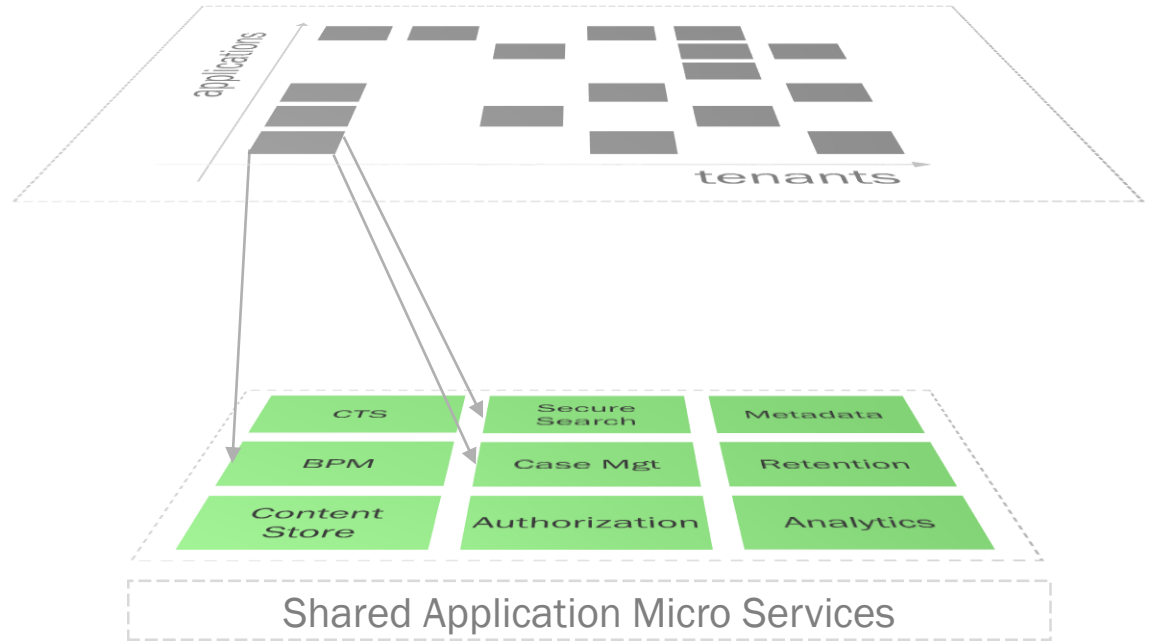 applications
tenants
CTS
Secure
Search
Metadata
BPM
Case Mgt
Retention
Content
Store
Authorization
Analytics
Shared Application Micro Services